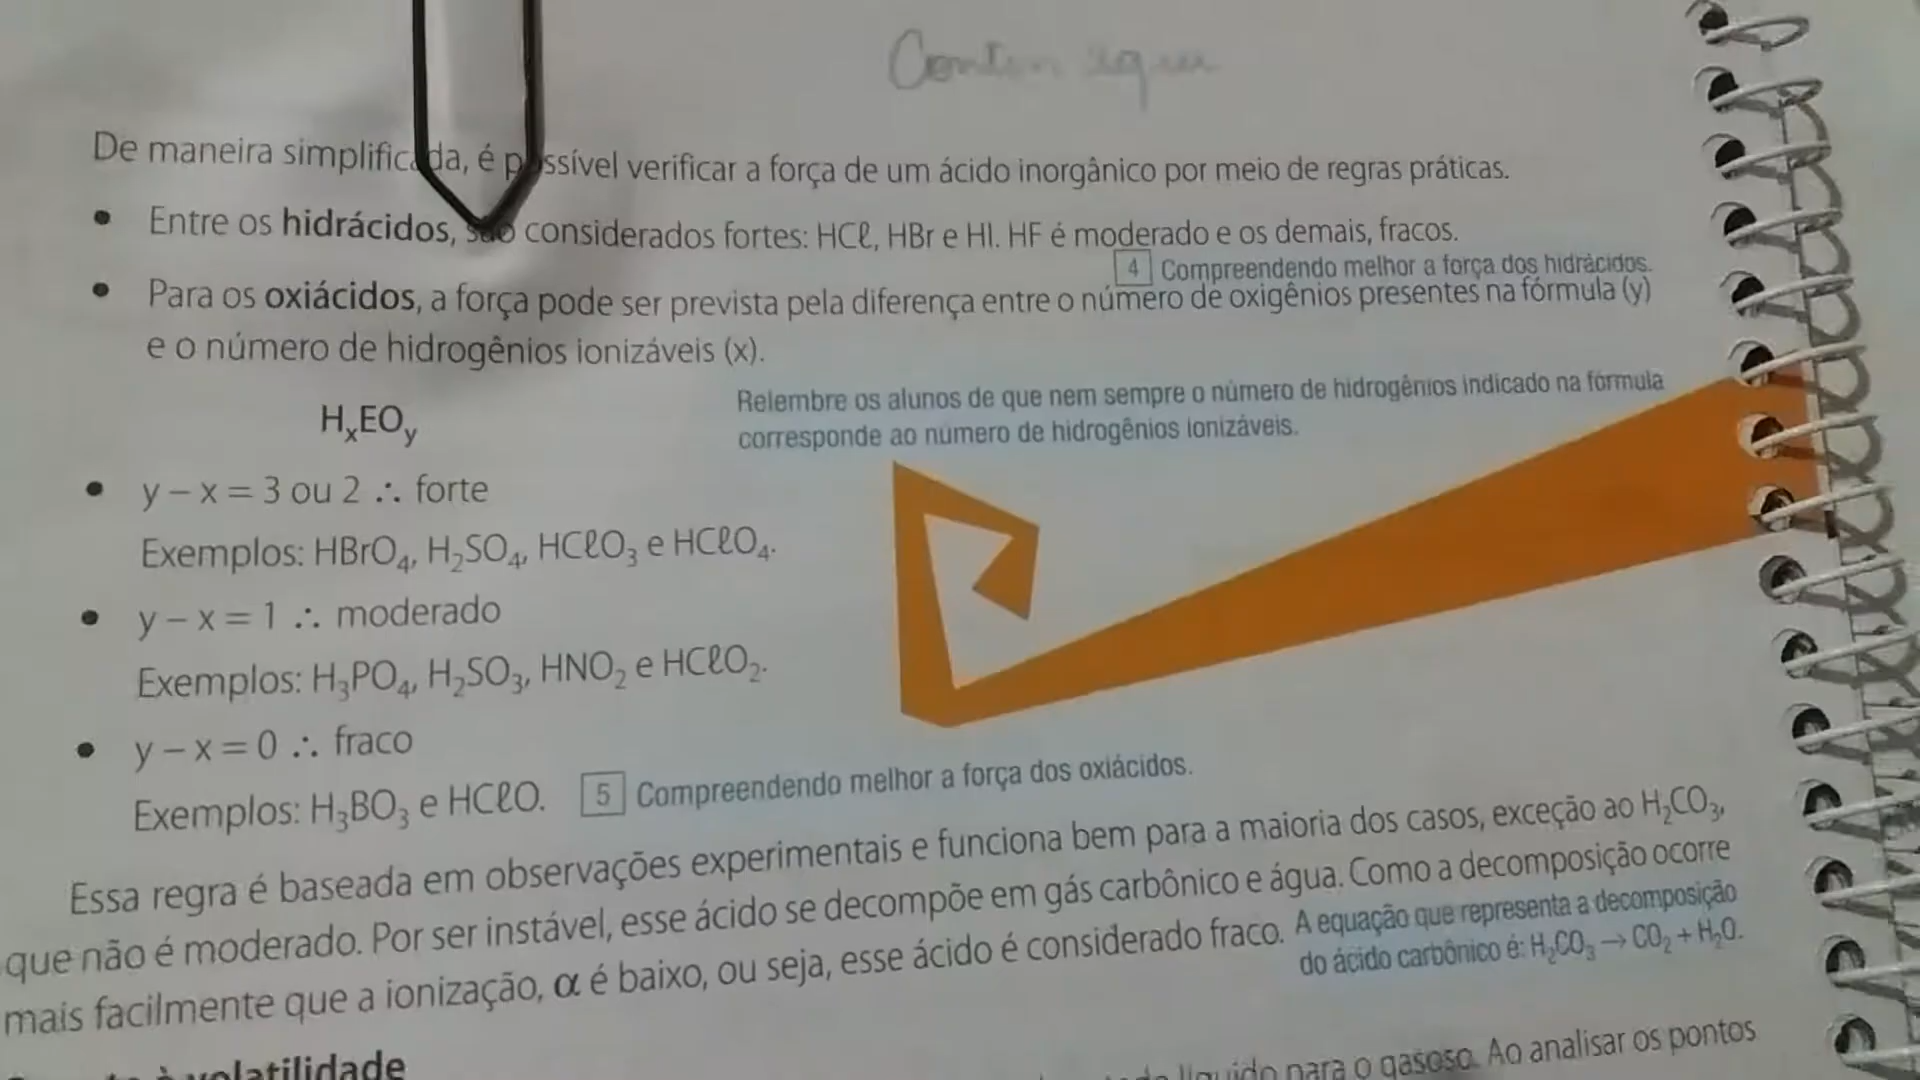 De maneira simplificada, é possível verificar a força de um ácido inorgânico por meio de regras práticas.
• Entre os hidrácidos, são considerados fortes: HCℓ, HBr e HI. HF é moderado e os demais, fracos.
4 Compreendendo melhor a força dos hidrácidos.
• Para os oxiácidos, a força pode ser prevista pela diferença entre o número de oxigênios presentes na fórmula (y)
e o número de hidrogênios ionizáveis (x).
Relembre os alunos de que nem sempre o número de hidrogênios indicado na fórmula
corresponde ao número de hidrogênios ionizáveis.
HₓEOᵧ
• y – x = 3 ou 2 ∴ forte
Exemplos: HBrO₄, H₂SO₄, HCℓO₃ e HCℓO₄.
• y – x = 1 ∴ moderado
Exemplos: H₃PO₄, H₂SO₃, HNO₂ e HCℓO₂.
• y – x = 0 ∴ fraco
Exemplos: H₃BO₃ e HCℓO.
5 Compreendendo melhor a força dos oxiácidos.
Essa regra é baseada em observações experimentais e funciona bem para a maioria dos casos, exceção ao H₂CO₃,
que não é moderado. Por ser instável, esse ácido se decompõe em gás carbônico e água. Como a decomposição ocorre
mais facilmente que a ionização, α é baixo, ou seja, esse ácido é considerado fraco.
A equação que representa a decomposição
do ácido carbônico é: H₂CO₃ → CO₂ + H₂O.
à volatilidade
líquido para o gasoso. Ao analisar os pontos